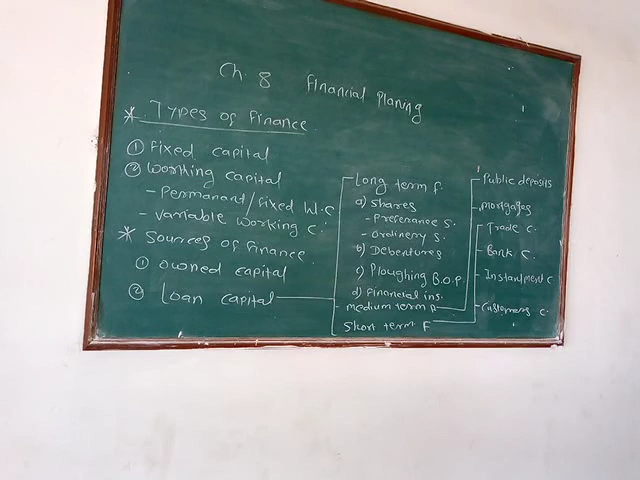 Ch. 8 Financial Planing
* Types of Finance
① Fixed capital
② Working capital
- Permanant/Fixed W.C
- Variable Working C.
* Sources of Finance
① Owned capital
② Loan capital
Long term F.
a) Shares
- Preferance S.
- Ordinery S.
b) Debentures
c) Ploughing B.O.P.
d) Financial ins.
medium term F.
Short term F
Public deposits
mortgages
Trade C.
Bank C.
Instantment C
Customers C.